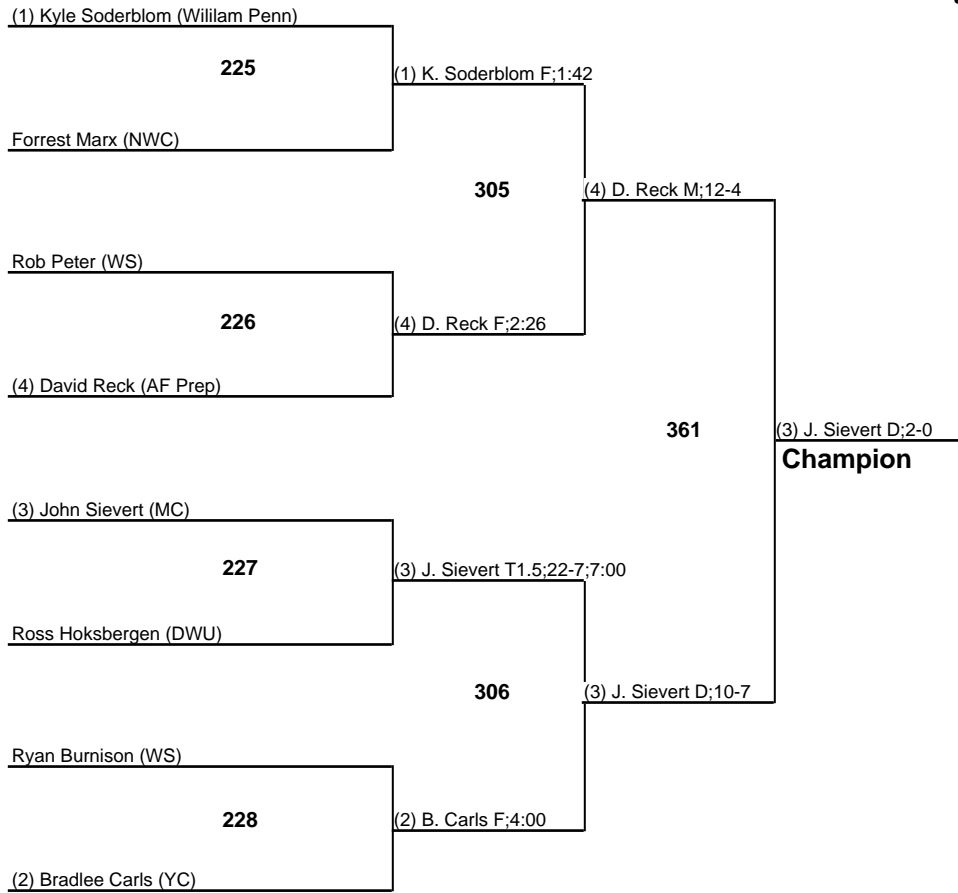 (1) Kyle Soderblom (Wililam Penn)
225
(1) K. Soderblom F;1:42
Forrest Marx (NWC)
305
(4) D. Reck M;12-4
Rob Peter (WS)
226
(4) D. Reck F;2:26
(4) David Reck (AF Prep)
361
(3) J. Sievert D;2-0
Champion
(3) John Sievert (MC)
227
(3) J. Sievert T1.5;22-7;7:00
Ross Hoksbergen (DWU)
306
(3) J. Sievert D;10-7
Ryan Burnison (WS)
228
(2) B. Carls F;4:00
(2) Bradlee Carls (YC)